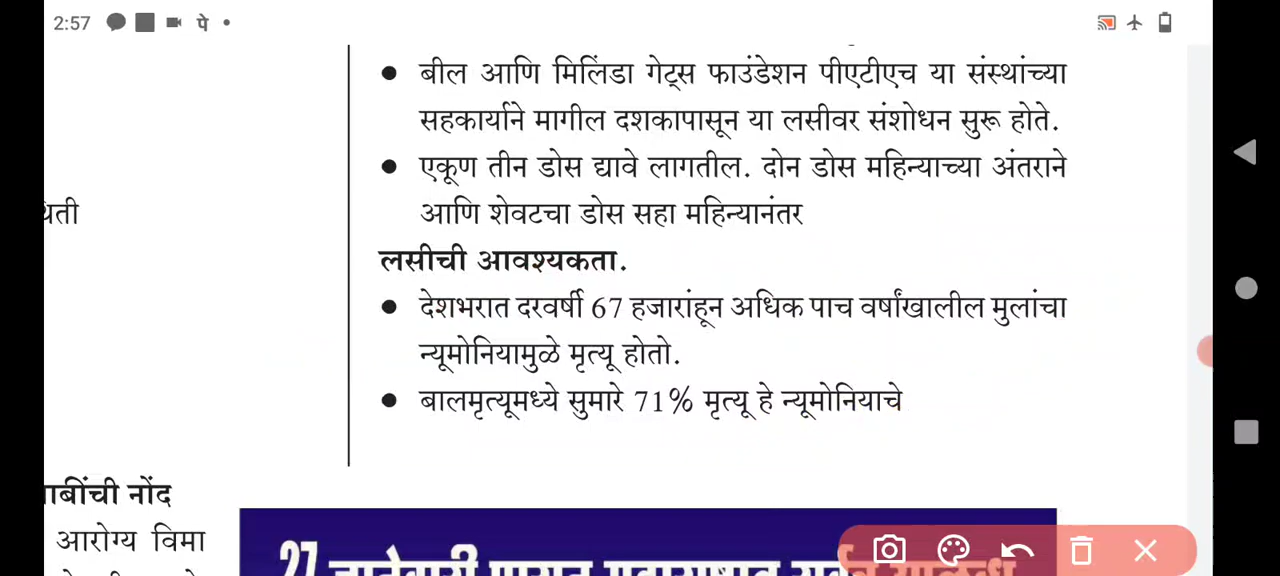 2:57
पे
बील आणि मिलिंडा गेट्स फाउंडेशन पीएटीएच या संस्थांच्या
सहकार्याने मागील दशकापासून या लसीवर संशोधन सुरू होते.
एकूण तीन डोस द्यावे लागतील. दोन डोस महिन्याच्या अंतराने
आणि शेवटचा डोस सहा महिन्यानंतर
लसीची आवश्यकता.
देशभरात दरवर्षी 67 हजारांहून अधिक पाच वर्षांखालील मुलांचा
न्यूमोनियामुळे मृत्यू होतो.
बालमृत्यूमध्ये सुमारे 71% मृत्यू हे न्यूमोनियाचे
नोंद
आरोग्य विमा
27